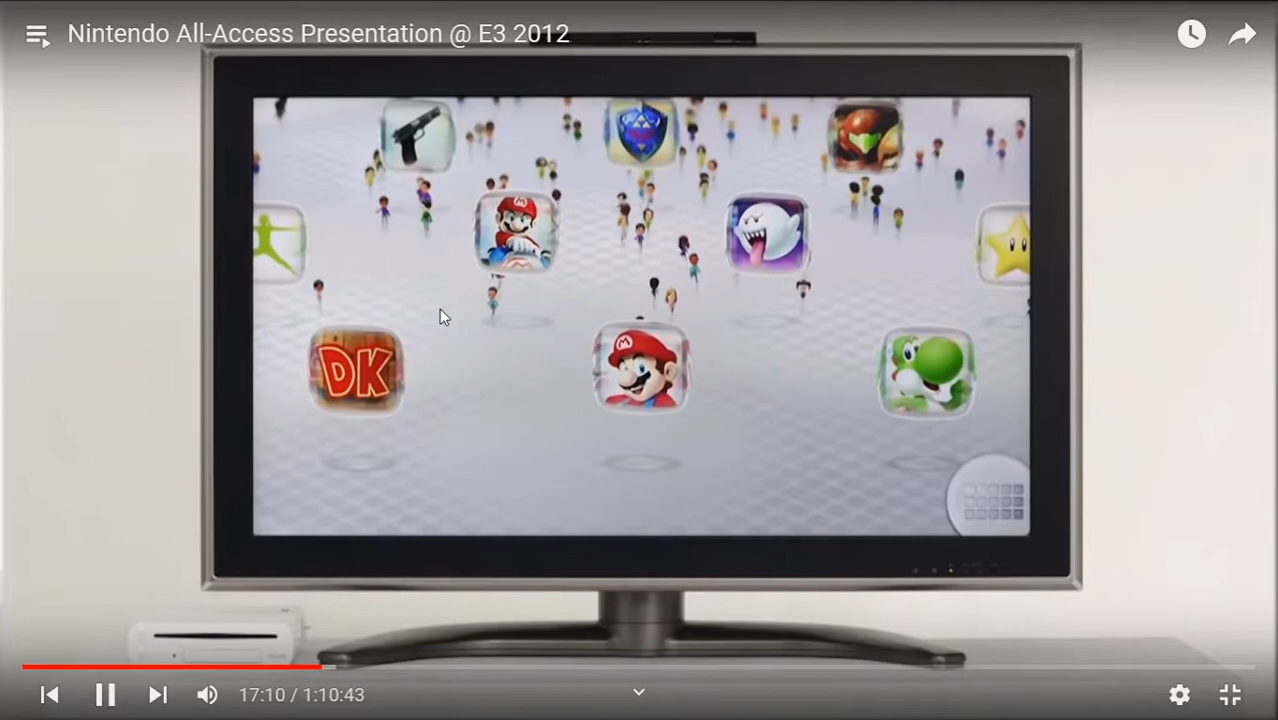 Nintendo All-Access Presentation @ E3 2012
DK
M
17:10 / 1:10:43